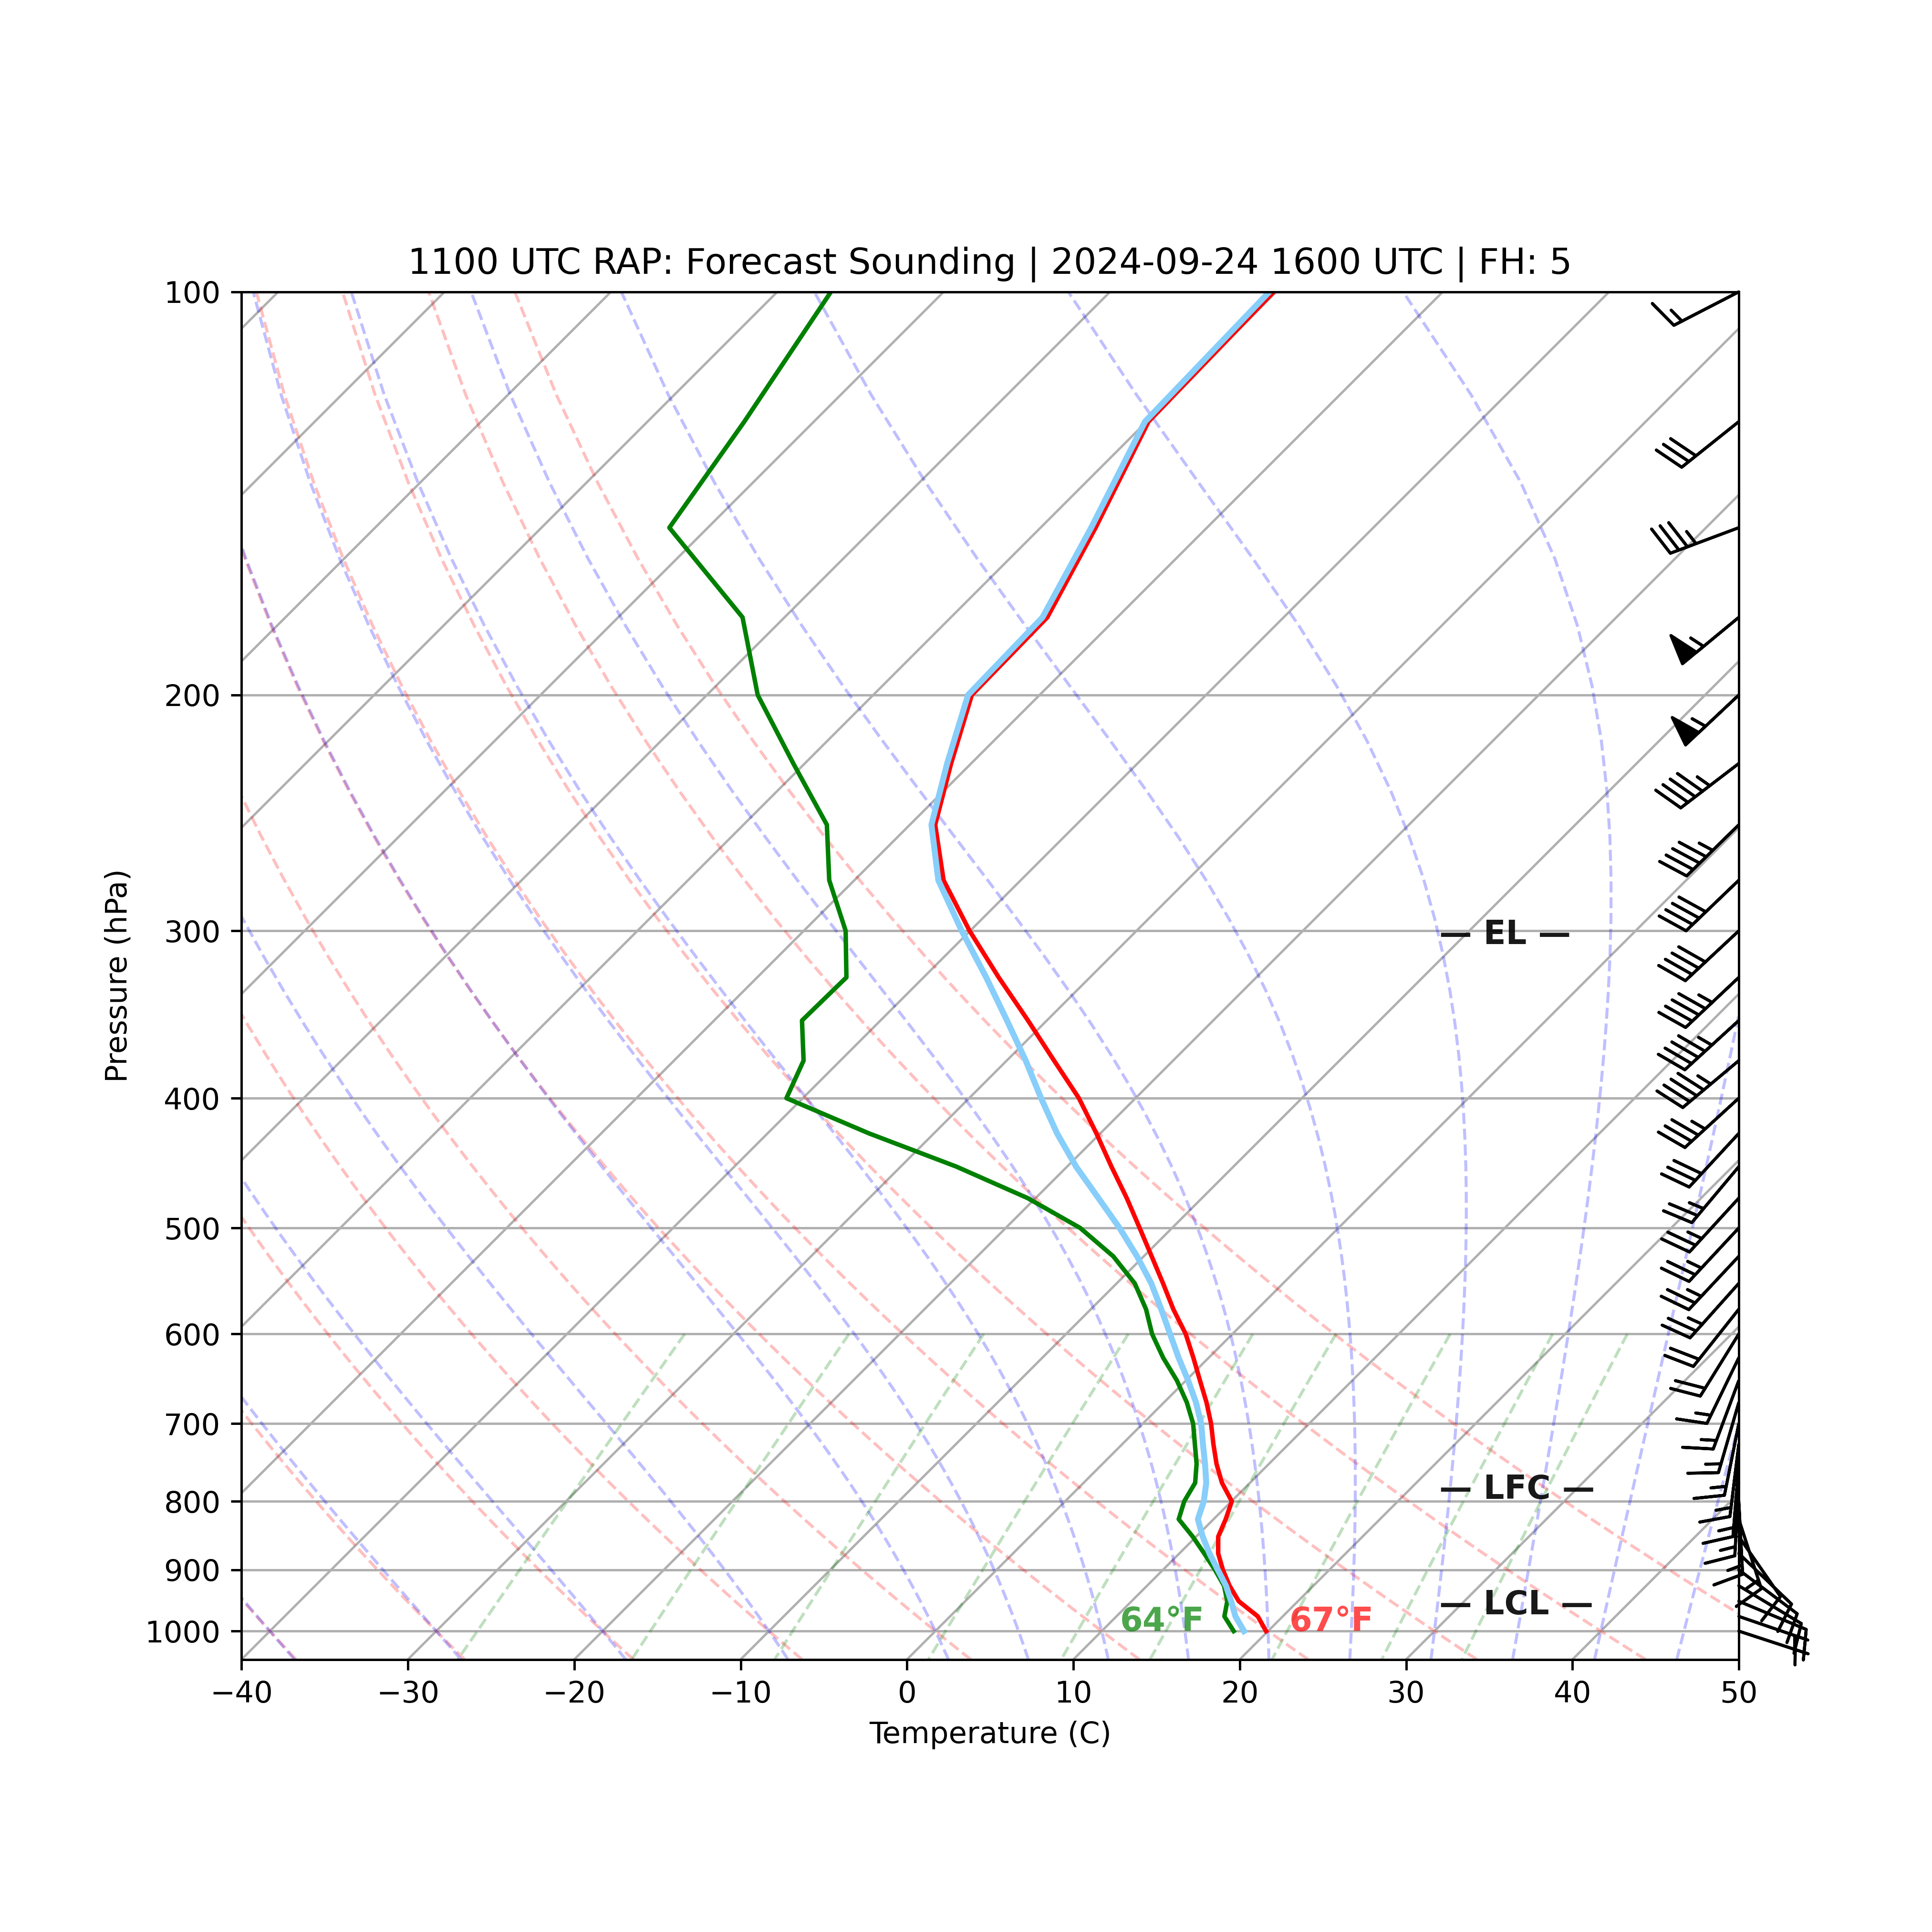 1100 UTC RAP: Forecast Sounding | 2024-09-24 1600 UTC | FH: 5
100
200
300
400
500
600
700
800
900
1000
Pressure (hPa)
— EL —
— LFC —
— LCL —
64°F
67°F
−40
−30
−20
−10
0
10
20
30
40
50
Temperature (C)